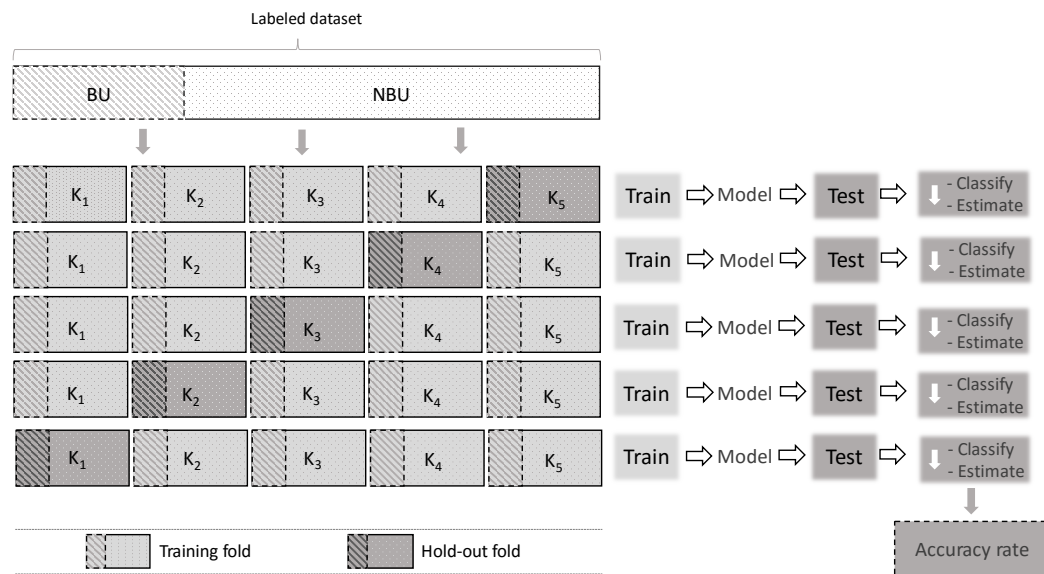 Labeled dataset
BU NBU
K₁ K₂ K₃ K₄ K₅ Train Model Test - Classify
- Estimate
K₁ K₂ K₃ K₄ K₅ Train Model Test - Classify
- Estimate
K₁ K₂ K₃ K₄ K₅ Train Model Test - Classify
- Estimate
K₁ K₂ K₃ K₄ K₅ Train Model Test - Classify
- Estimate
K₁ K₂ K₃ K₄ K₅ Train Model Test - Classify
- Estimate
Training fold Hold-out fold
Accuracy rate